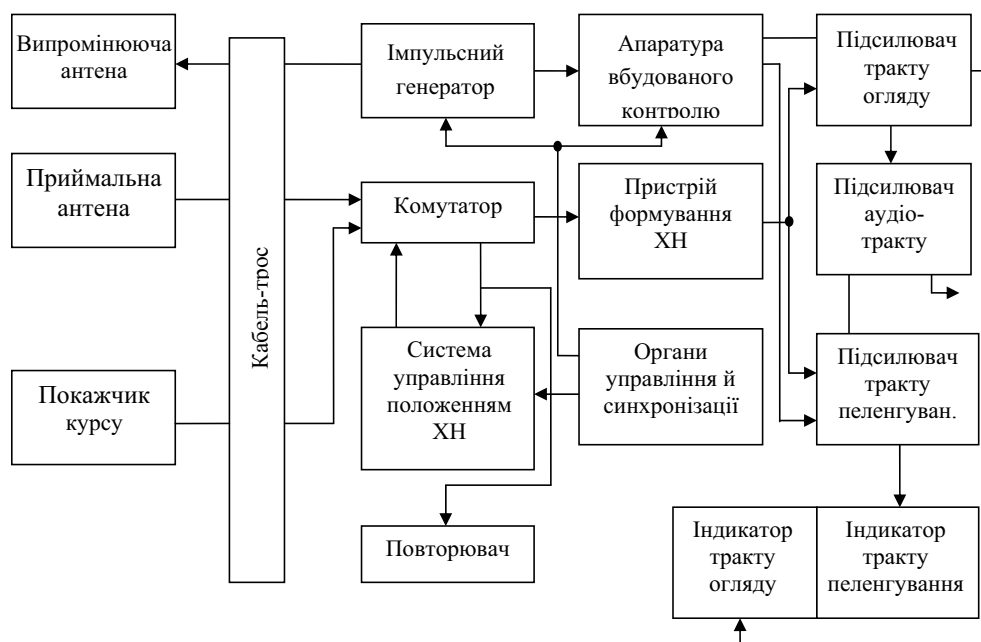 Випромінююча
антена
Імпульсний
генератор
Апаратура
вбудованого
контролю
Підсилювач
тракту
огляду
Приймальна
антена
Комутатор
Пристрій
формування
ХН
Підсилювач
аудіо-
тракту
Кабель-трос
Покажчик
курсу
Система
управління
положенням
ХН
Органи
управління й
синхронізації
Підсилювач
тракту
пеленгуван.
Повторювач
Індикатор
тракту
огляду
Індикатор
тракту
пеленгування